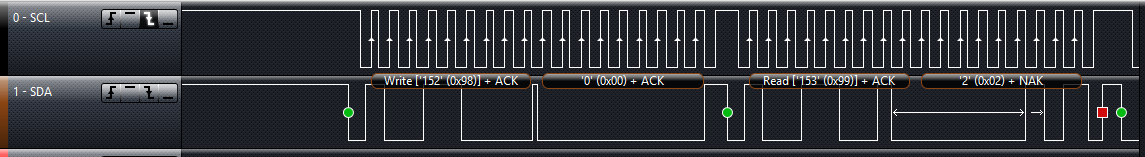 0 - SCL
1 - SDA
Write ['152' (0x98)] + ACK
'0' (0x00) + ACK
Read ['153' (0x99)] + ACK
'2' (0x02) + NAK